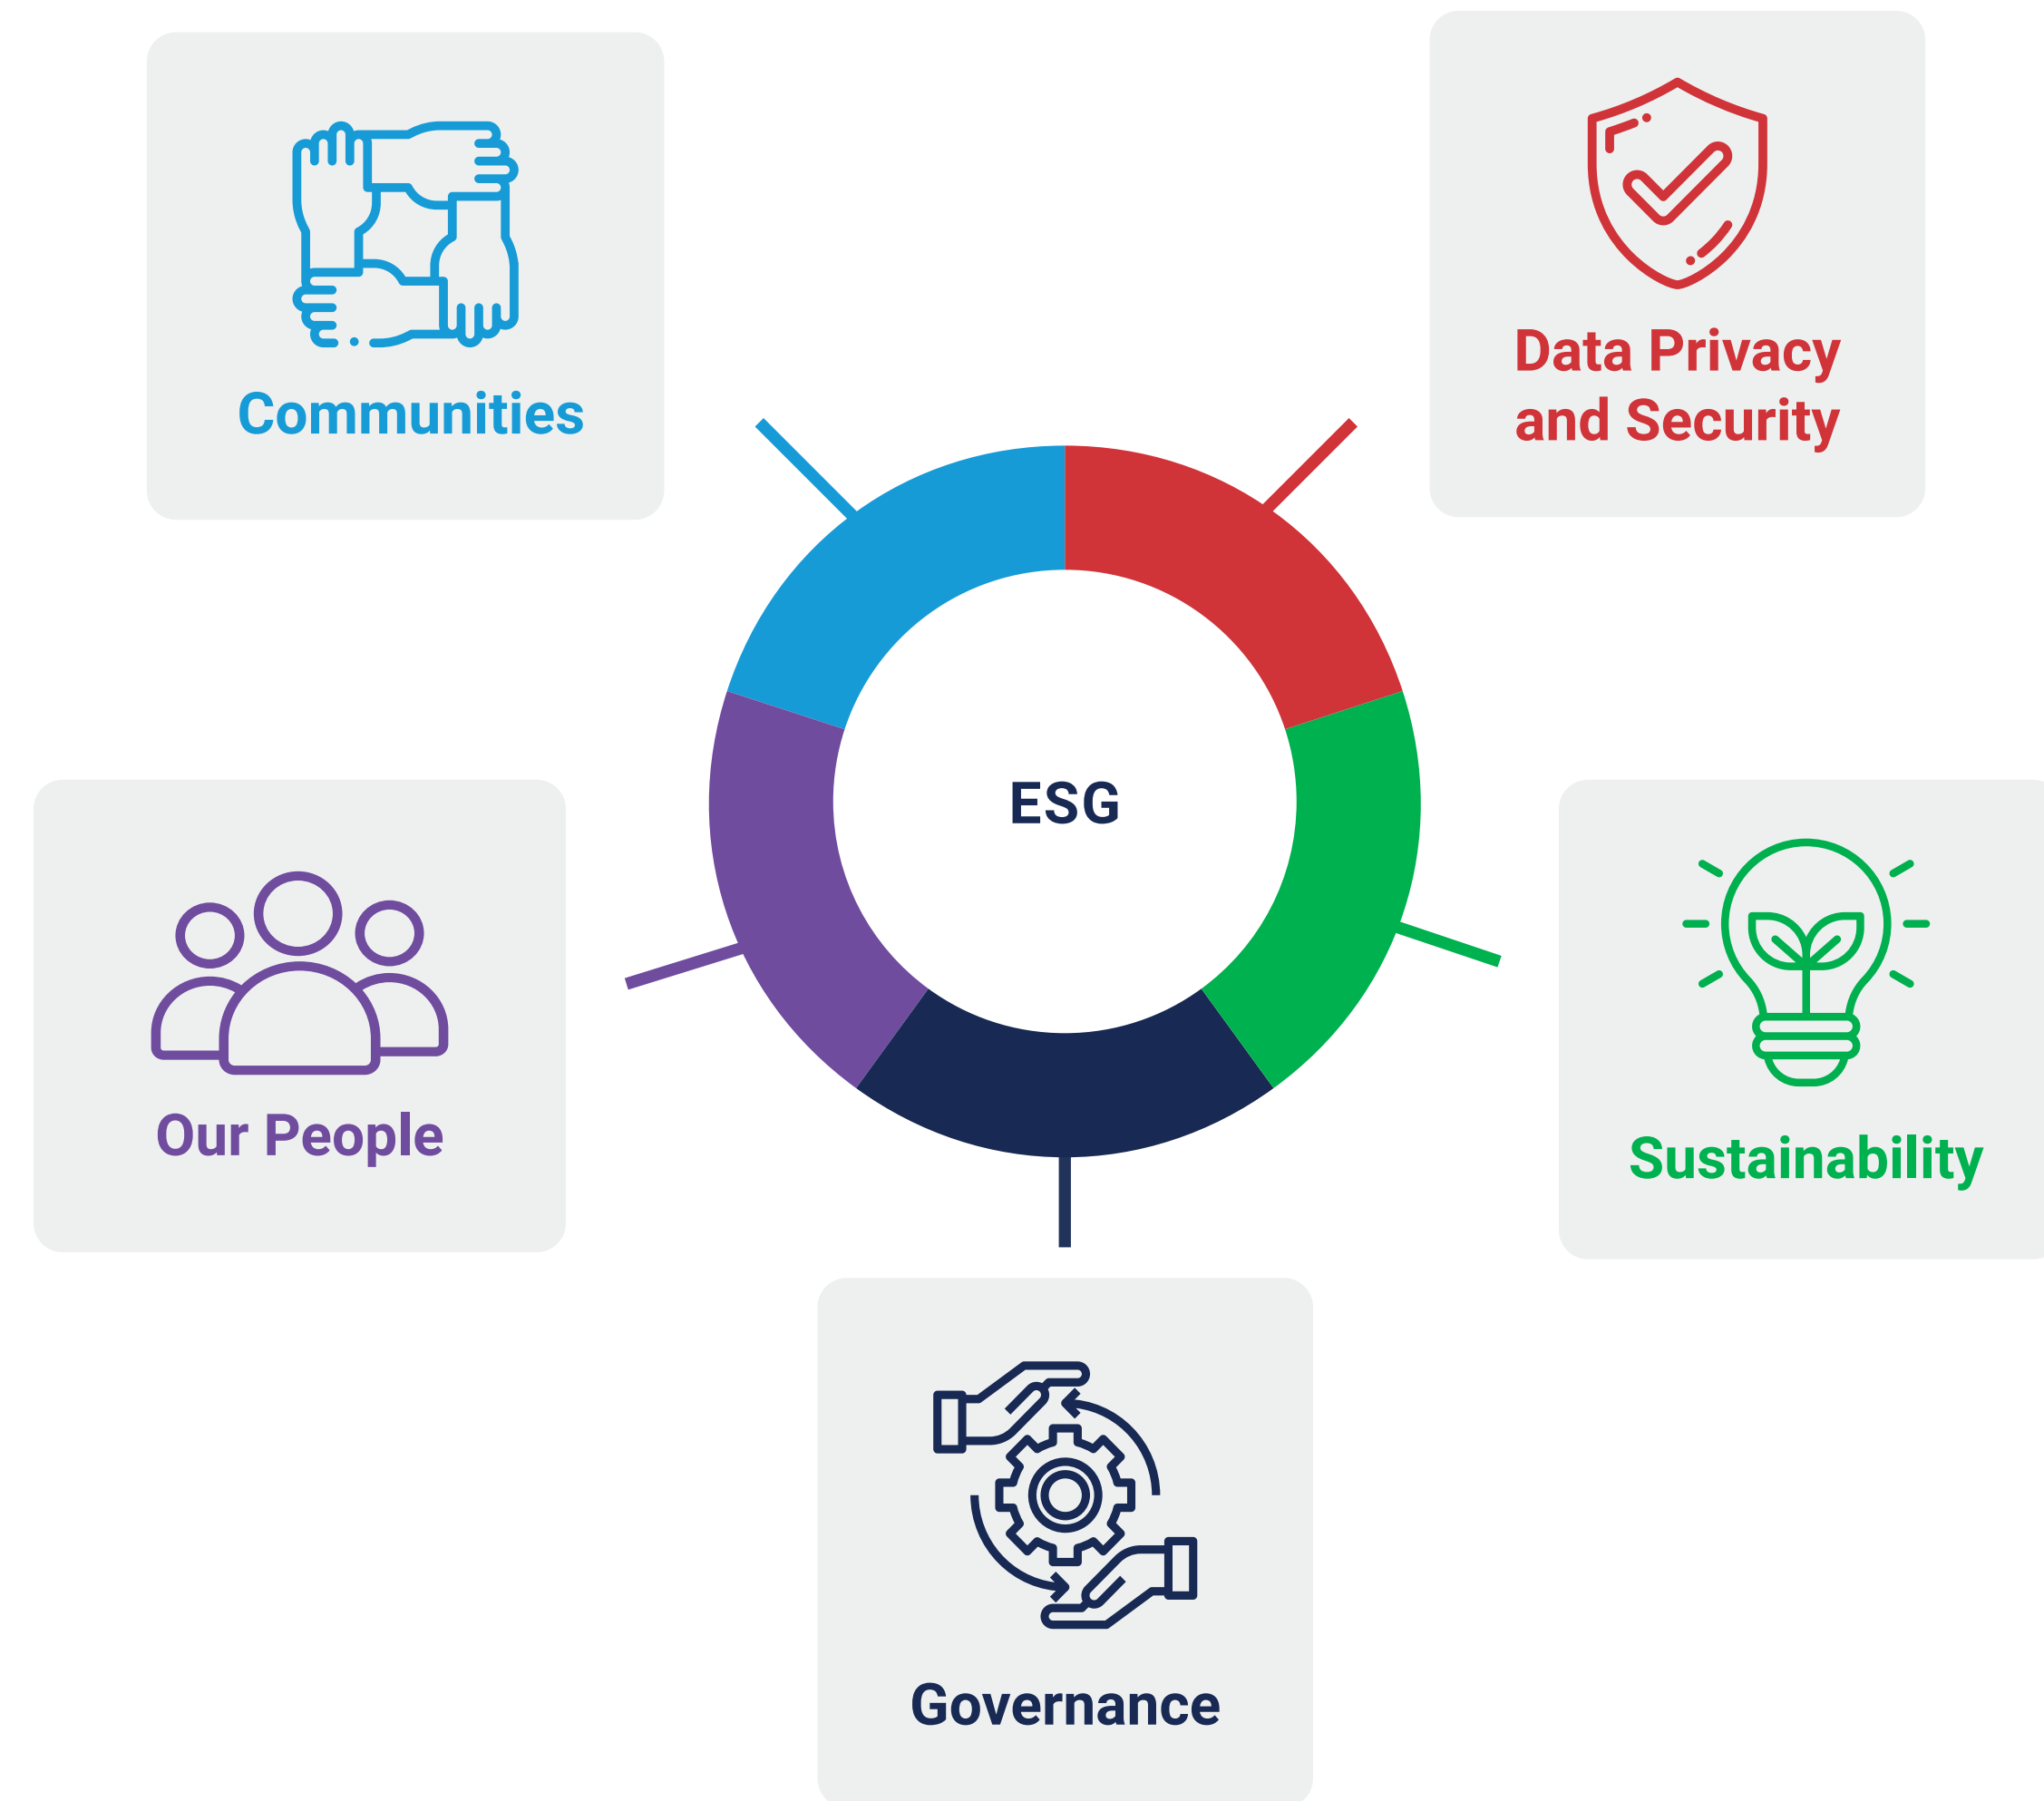 Communities
Data Privacy
and Security
ESG
Our People
Sustainability
Governance